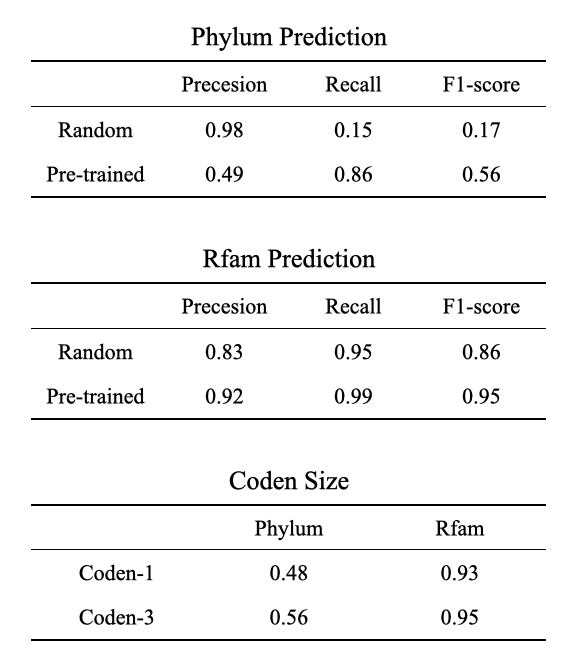 Phylum Prediction
Precesion Recall F1-score
Random 0.98 0.15 0.17
Pre-trained 0.49 0.86 0.56
Rfam Prediction
Precesion Recall F1-score
Random 0.83 0.95 0.86
Pre-trained 0.92 0.99 0.95
Coden Size
Phylum Rfam
Coden-1 0.48 0.93
Coden-3 0.56 0.95